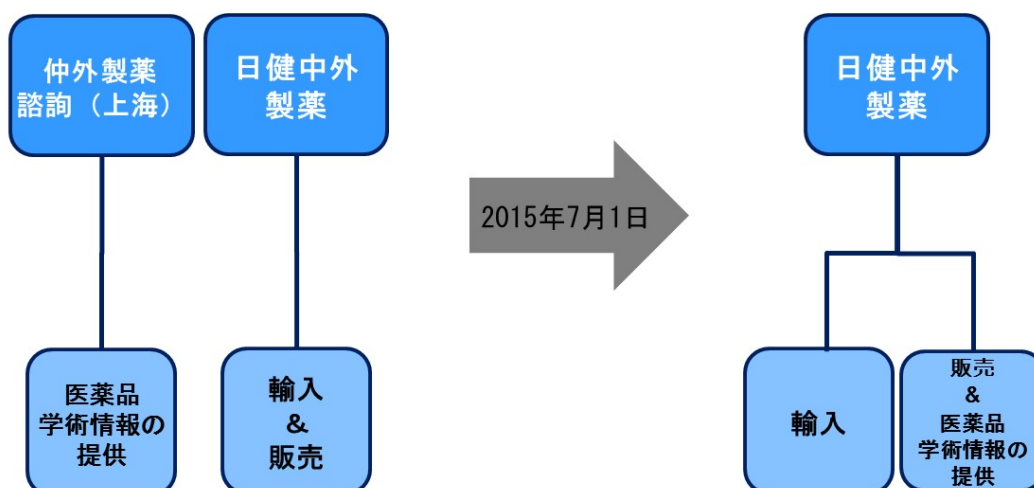 仲外製薬
諮詢（上海）
日健中外
製薬
医薬品
学術情報の
提供
輸入
&
販売
2015年7月1日
日健中外
製薬
輸入
販売
&
医薬品
学術情報の
提供